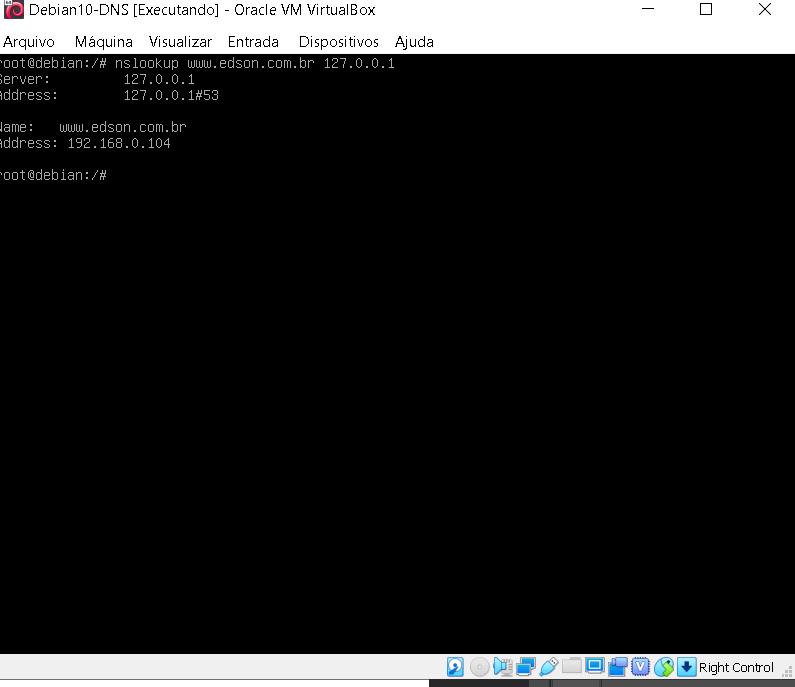 Debian10-DNS [Executando] - Oracle VM VirtualBox
Arquivo Máquina Visualizar Entrada Dispositivos Ajuda
root@debian:/# nslookup www.edson.com.br 127.0.0.1
Server: 127.0.0.1
Address: 127.0.0.1#53
Name: www.edson.com.br
Address: 192.168.0.104
root@debian:/#
Right Control